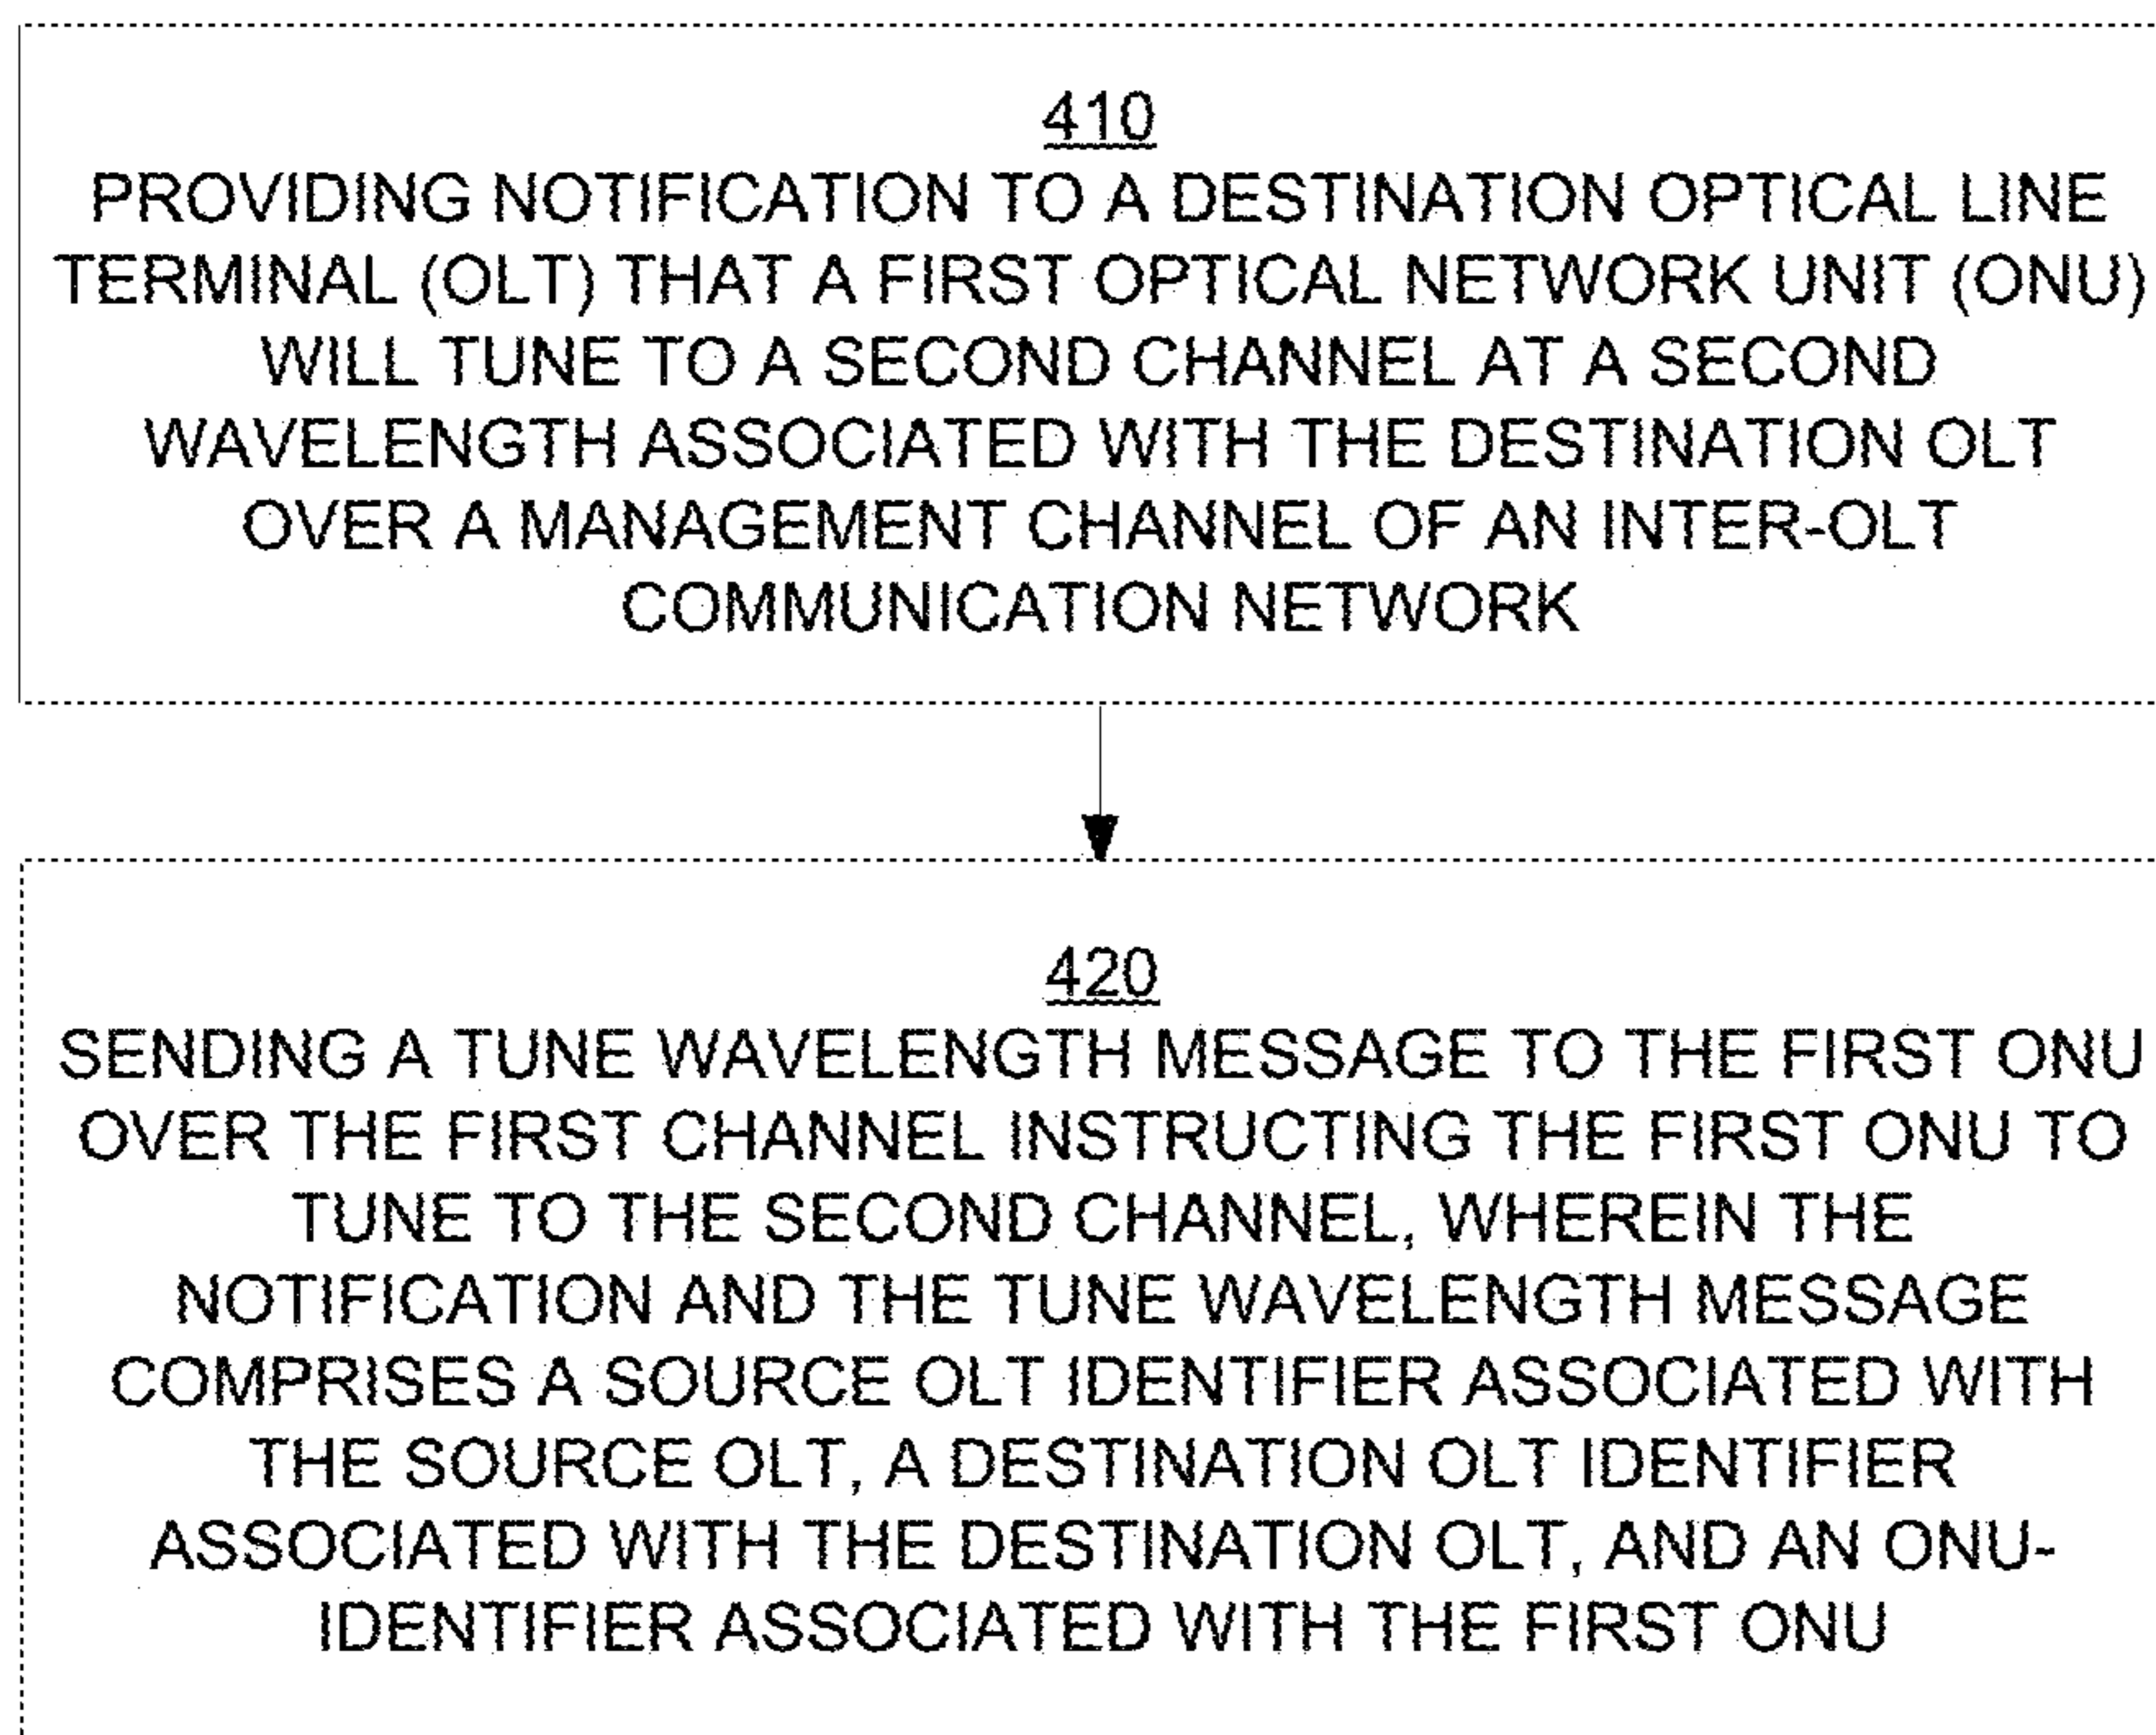 410
PROVIDING NOTIFICATION TO A DESTINATION OPTICAL LINE
TERMINAL (OLT) THAT A FIRST OPTICAL NETWORK UNIT (ONU)
WILL TUNE TO A SECOND CHANNEL AT A SECOND
WAVELENGTH ASSOCIATED WITH THE DESTINATION OLT
OVER A MANAGEMENT CHANNEL OF AN INTER-OLT
COMMUNICATION NETWORK
420
SENDING A TUNE WAVELENGTH MESSAGE TO THE FIRST ONU
OVER THE FIRST CHANNEL INSTRUCTING THE FIRST ONU TO
TUNE TO THE SECOND CHANNEL, WHEREIN THE
NOTIFICATION AND THE TUNE WAVELENGTH MESSAGE
COMPRISES A SOURCE OLT IDENTIFIER ASSOCIATED WITH
THE SOURCE OLT, A DESTINATION OLT IDENTIFIER
ASSOCIATED WITH THE DESTINATION OLT, AND AN ONU-
IDENTIFIER ASSOCIATED WITH THE FIRST ONU